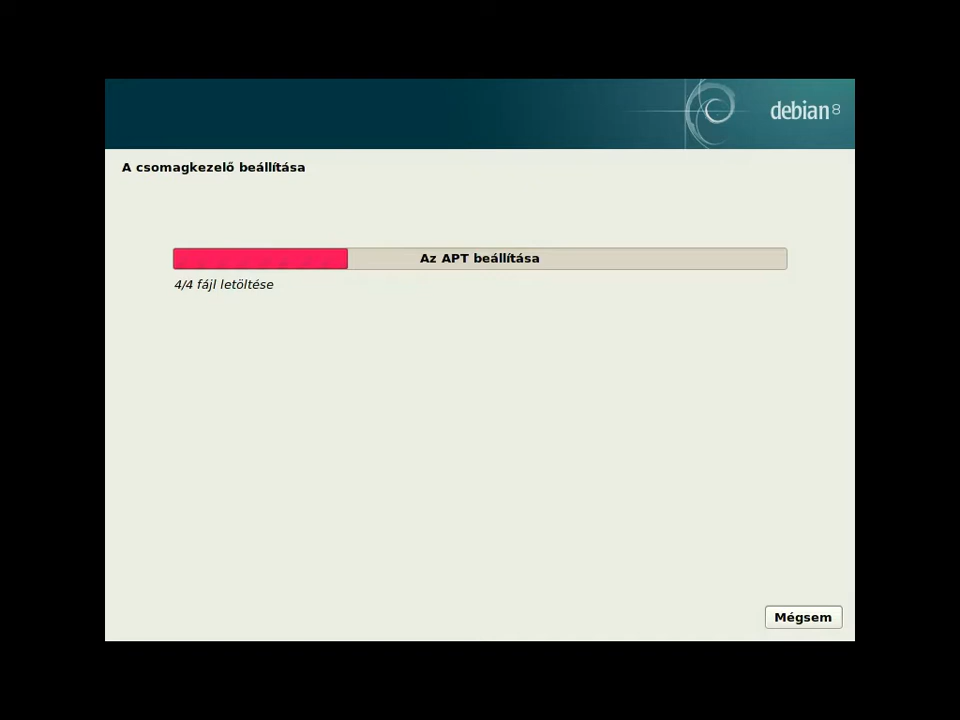 debian 8
A csomagkezelő beállítása
Az APT beállítása
4/4 fájl letöltése
Mégsem